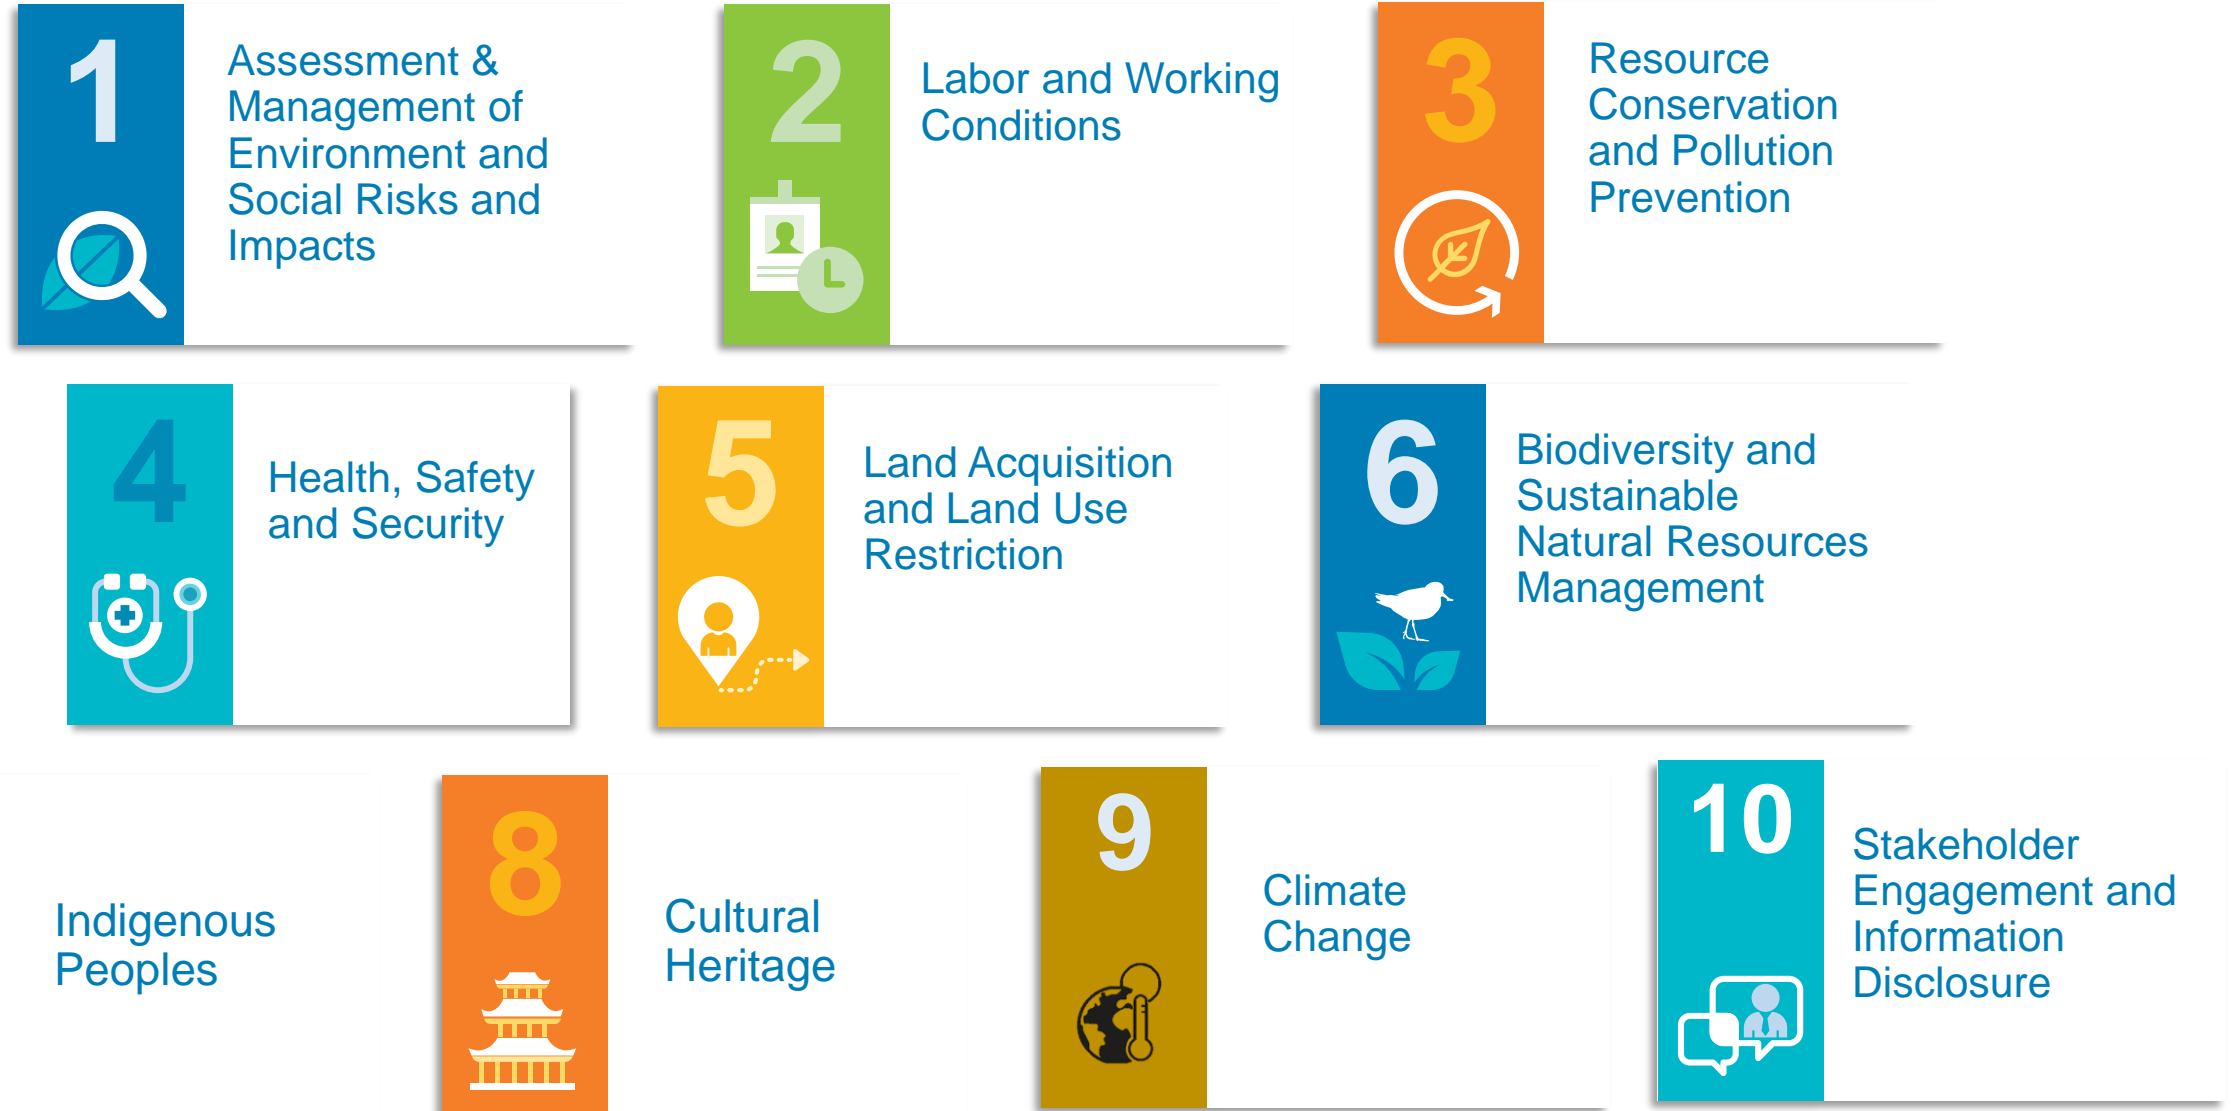 1
Assessment &
Management of
Environment and
Social Risks and
Impacts
2
Labor and Working
Conditions
3
Resource
Conservation
and Pollution
Prevention
4
Health, Safety
and Security
5
Land Acquisition
and Land Use
Restriction
6
Biodiversity and
Sustainable
Natural Resources
Management
Indigenous
Peoples
8
Cultural
Heritage
9
Climate
Change
10
Stakeholder
Engagement and
Information
Disclosure